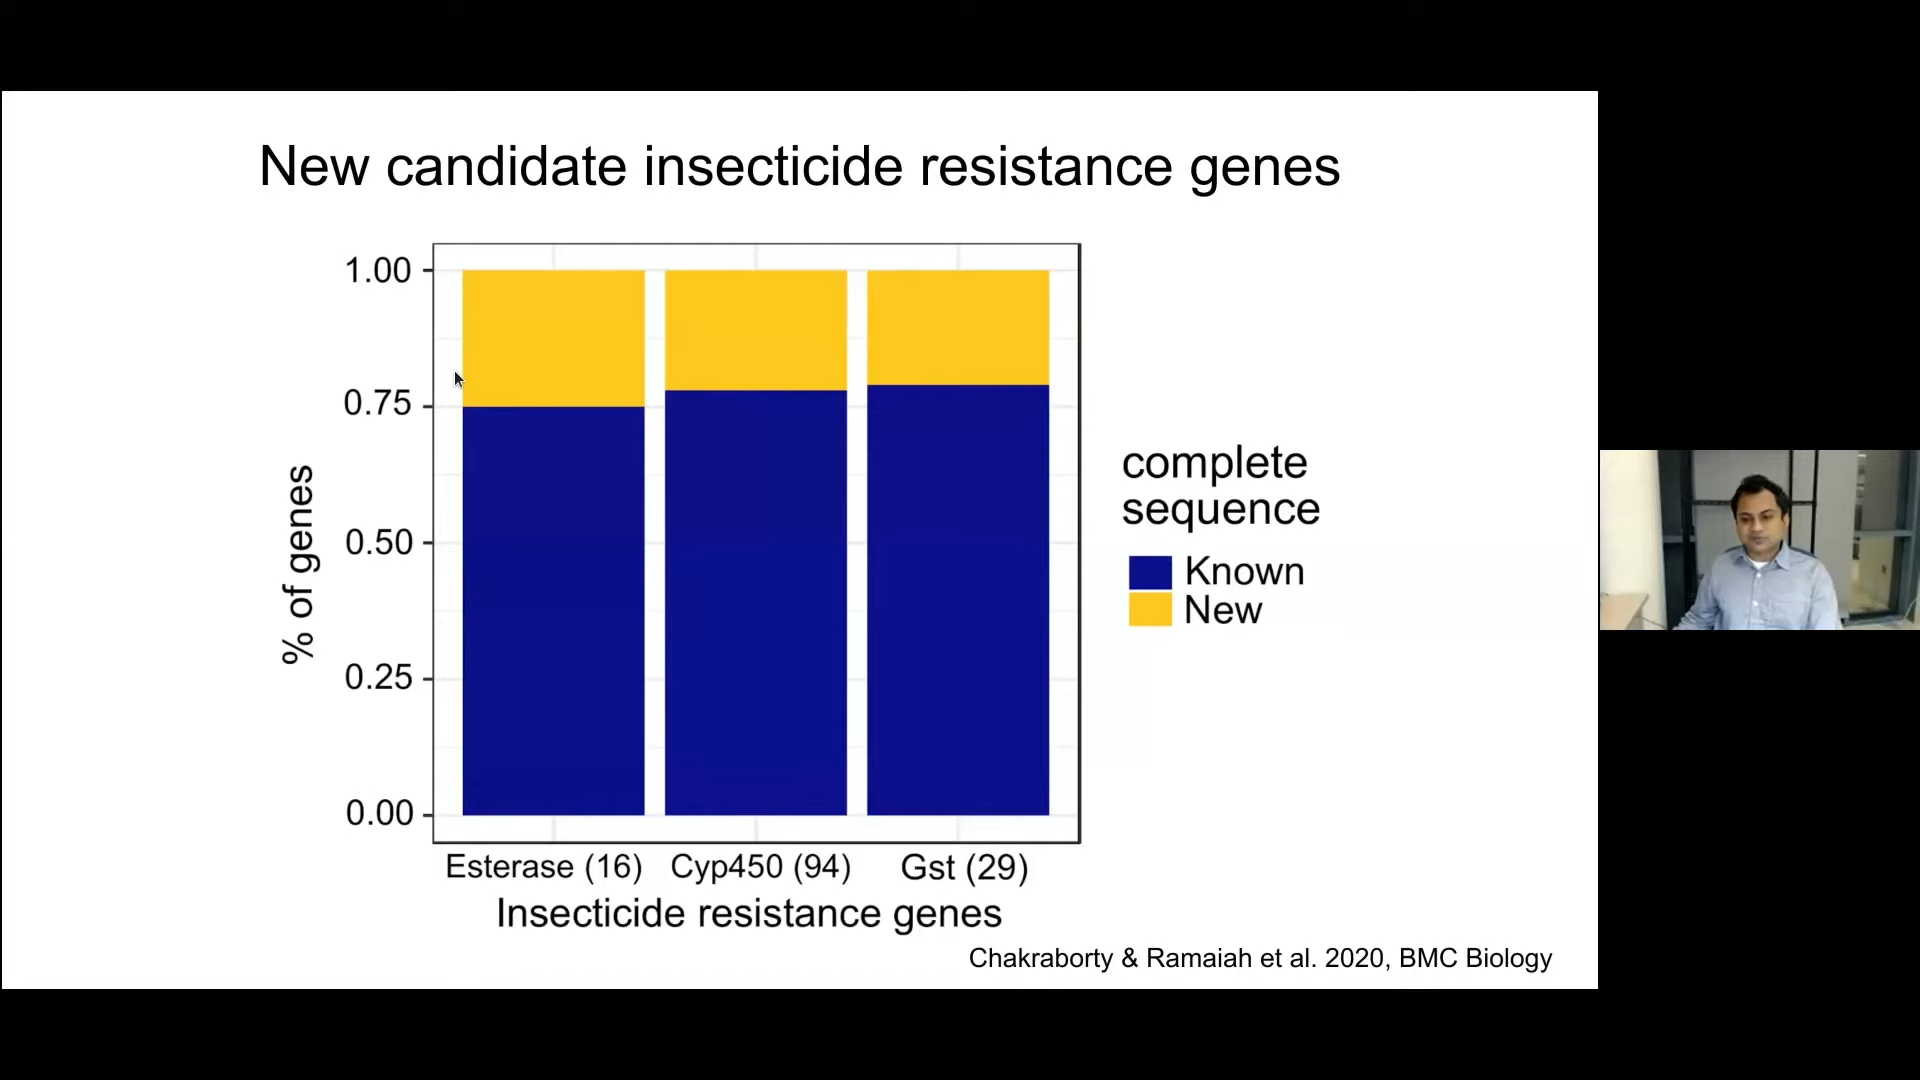 New candidate insecticide resistance genes
1.00
0.75
0.50
0.25
0.00
% of genes
Esterase (16) Cyp450 (94) Gst (29)
Insecticide resistance genes
complete
sequence
Known
New
Chakraborty & Ramaiah et al. 2020, BMC Biology